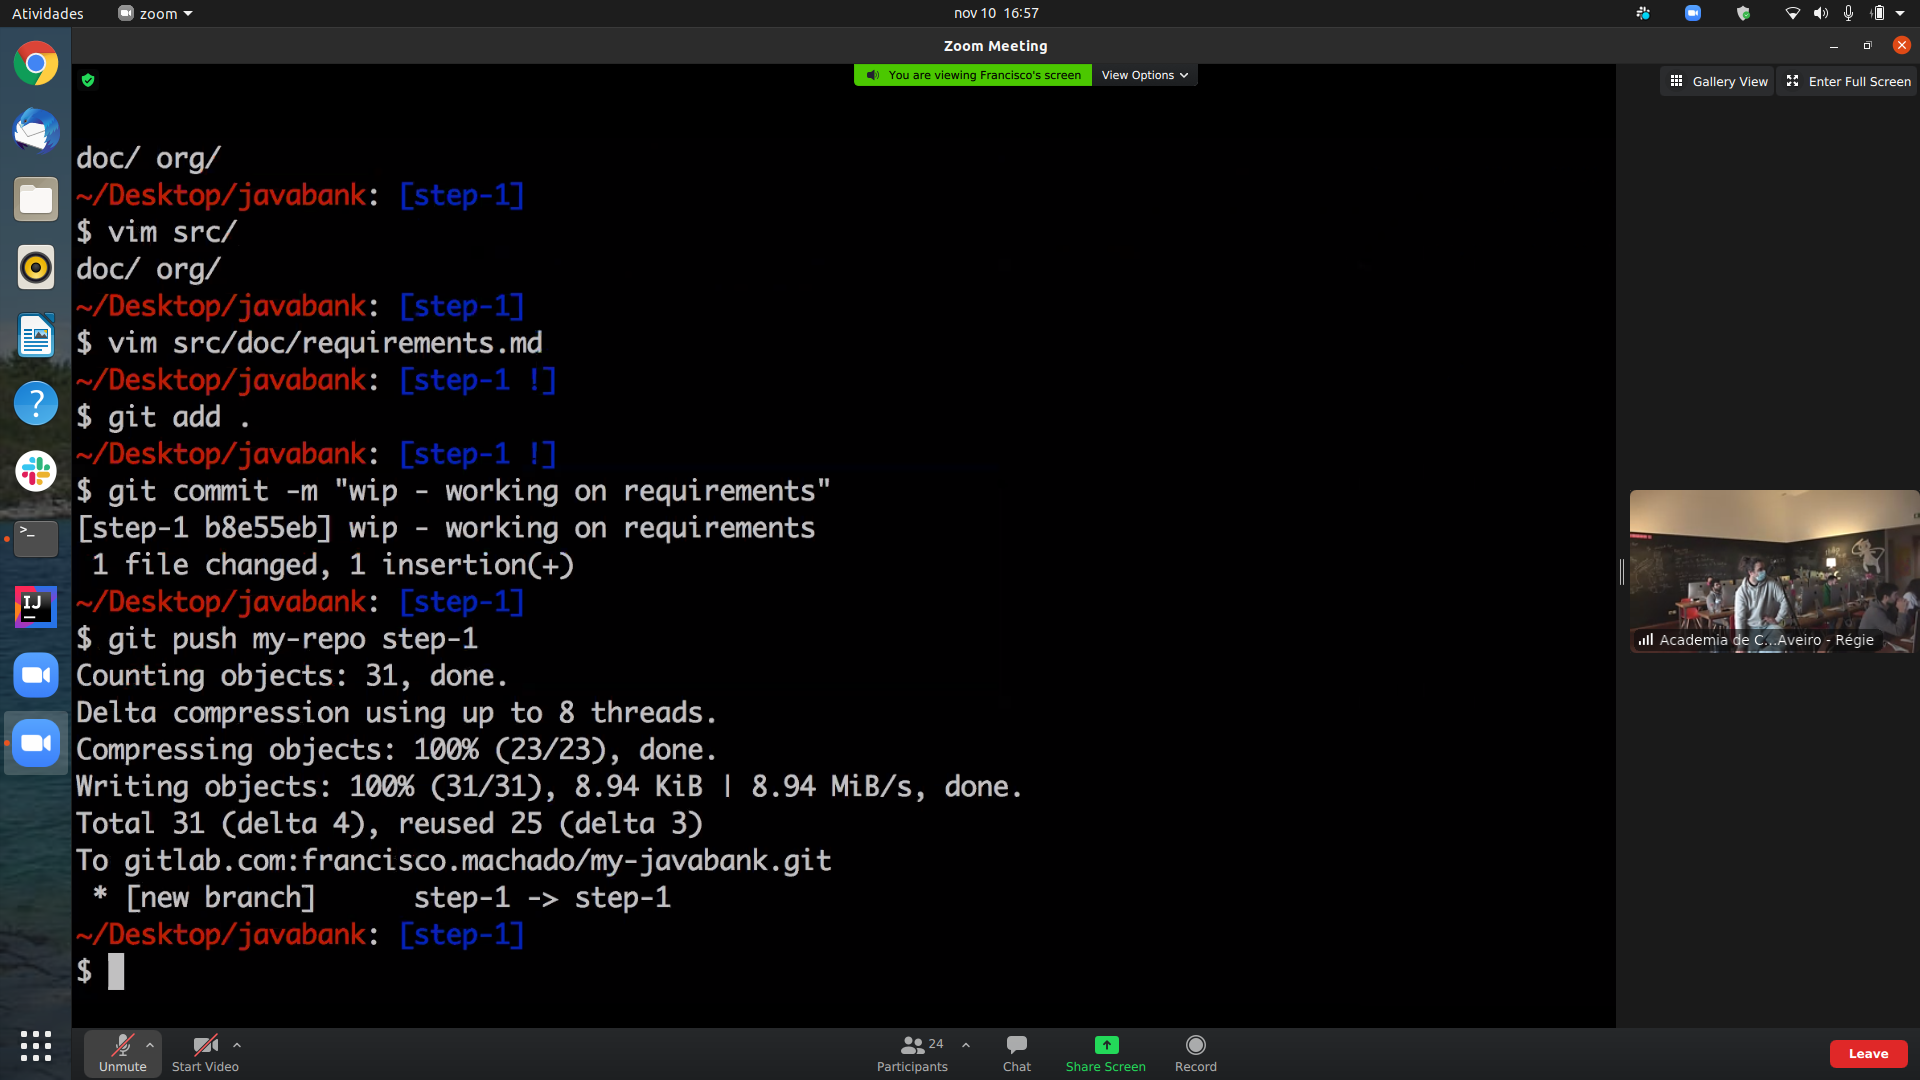 Atividades
zoom
nov 10 16:57
Zoom Meeting
You are viewing Francisco's screen
View Options
Gallery View
Enter Full Screen
doc/ org/
~/Desktop/javabank: [step-1]
$ vim src/
doc/ org/
~/Desktop/javabank: [step-1]
$ vim src/doc/requirements.md
~/Desktop/javabank: [step-1 !]
$ git add .
~/Desktop/javabank: [step-1 !]
$ git commit -m "wip - working on requirements"
[step-1 b8e55eb] wip - working on requirements
1 file changed, 1 insertion(+)
~/Desktop/javabank: [step-1]
$ git push my-repo step-1
Counting objects: 31, done.
Delta compression using up to 8 threads.
Compressing objects: 100% (23/23), done.
Writing objects: 100% (31/31), 8.94 KiB | 8.94 MiB/s, done.
Total 31 (delta 4), reused 25 (delta 3)
To gitlab.com:francisco.machado/my-javabank.git
* [new branch]      step-1 -> step-1
~/Desktop/javabank: [step-1]
$
IJ
Academia de C...Aveiro - Régie
Unmute
Start Video
24
Participants
Chat
Share Screen
Record
Leave